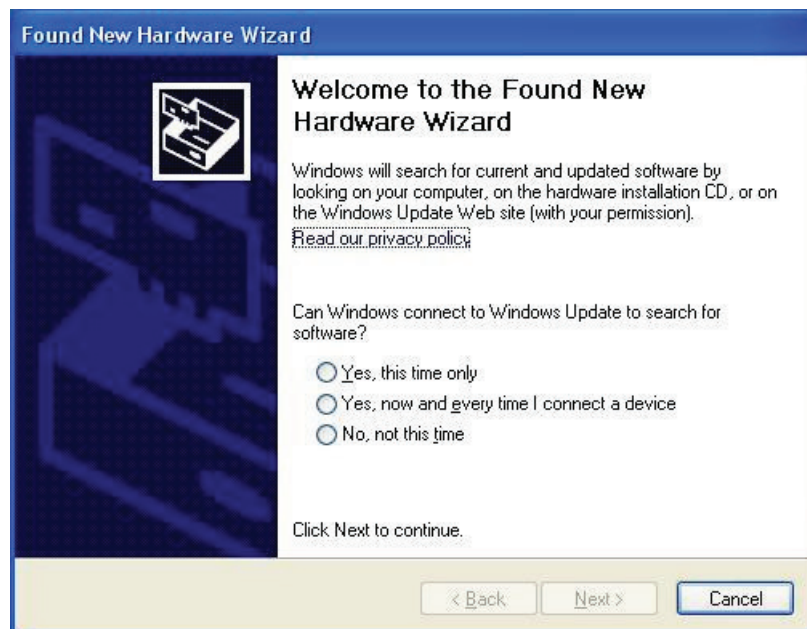 Found New Hardware Wizard
Welcome to the Found New
Hardware Wizard
Windows will search for current and updated software by
looking on your computer, on the hardware installation CD, or on
the Windows Update Web site (with your permission).
Read our privacy policy
Can Windows connect to Windows Update to search for
software?
Yes, this time only
Yes, now and every time I connect a device
No, not this time
Click Next to continue.
< Back Next > Cancel